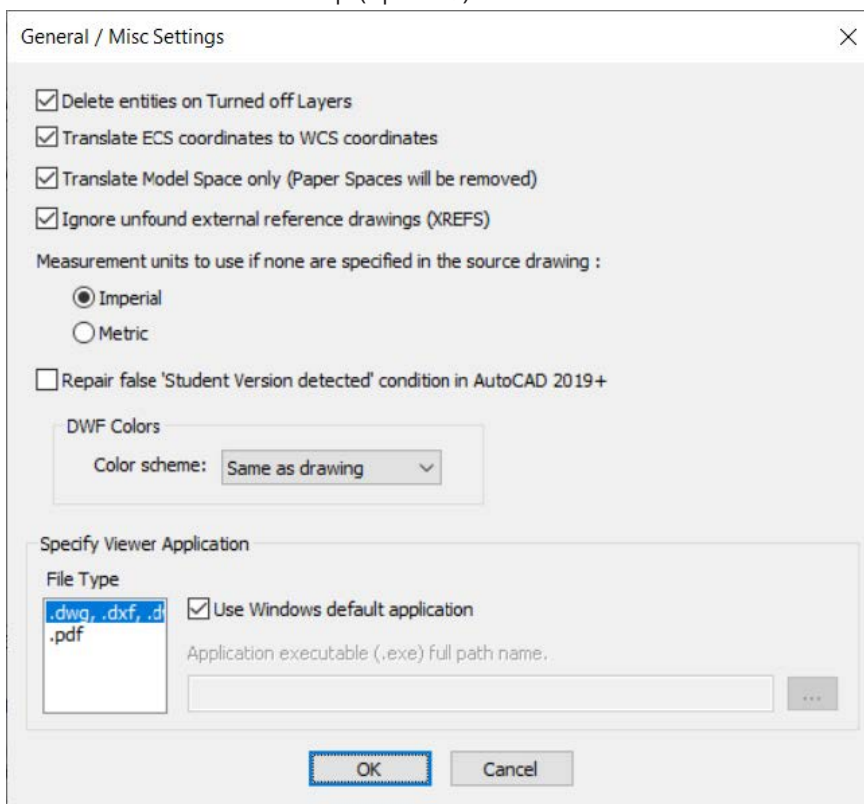 General / Misc Settings
Delete entities on Turned off Layers
Translate ECS coordinates to WCS coordinates
Translate Model Space only (Paper Spaces will be removed)
Ignore unfound external reference drawings (XREFS)
Measurement units to use if none are specified in the source drawing :
Imperial
Metric
Repair false 'Student Version detected' condition in AutoCAD 2019+
DWF Colors
Color scheme: Same as drawing
Specify Viewer Application
File Type
.dwg, .dxf, .d
Use Windows default application
.pdf
Application executable (.exe) full path name.
...
OK Cancel